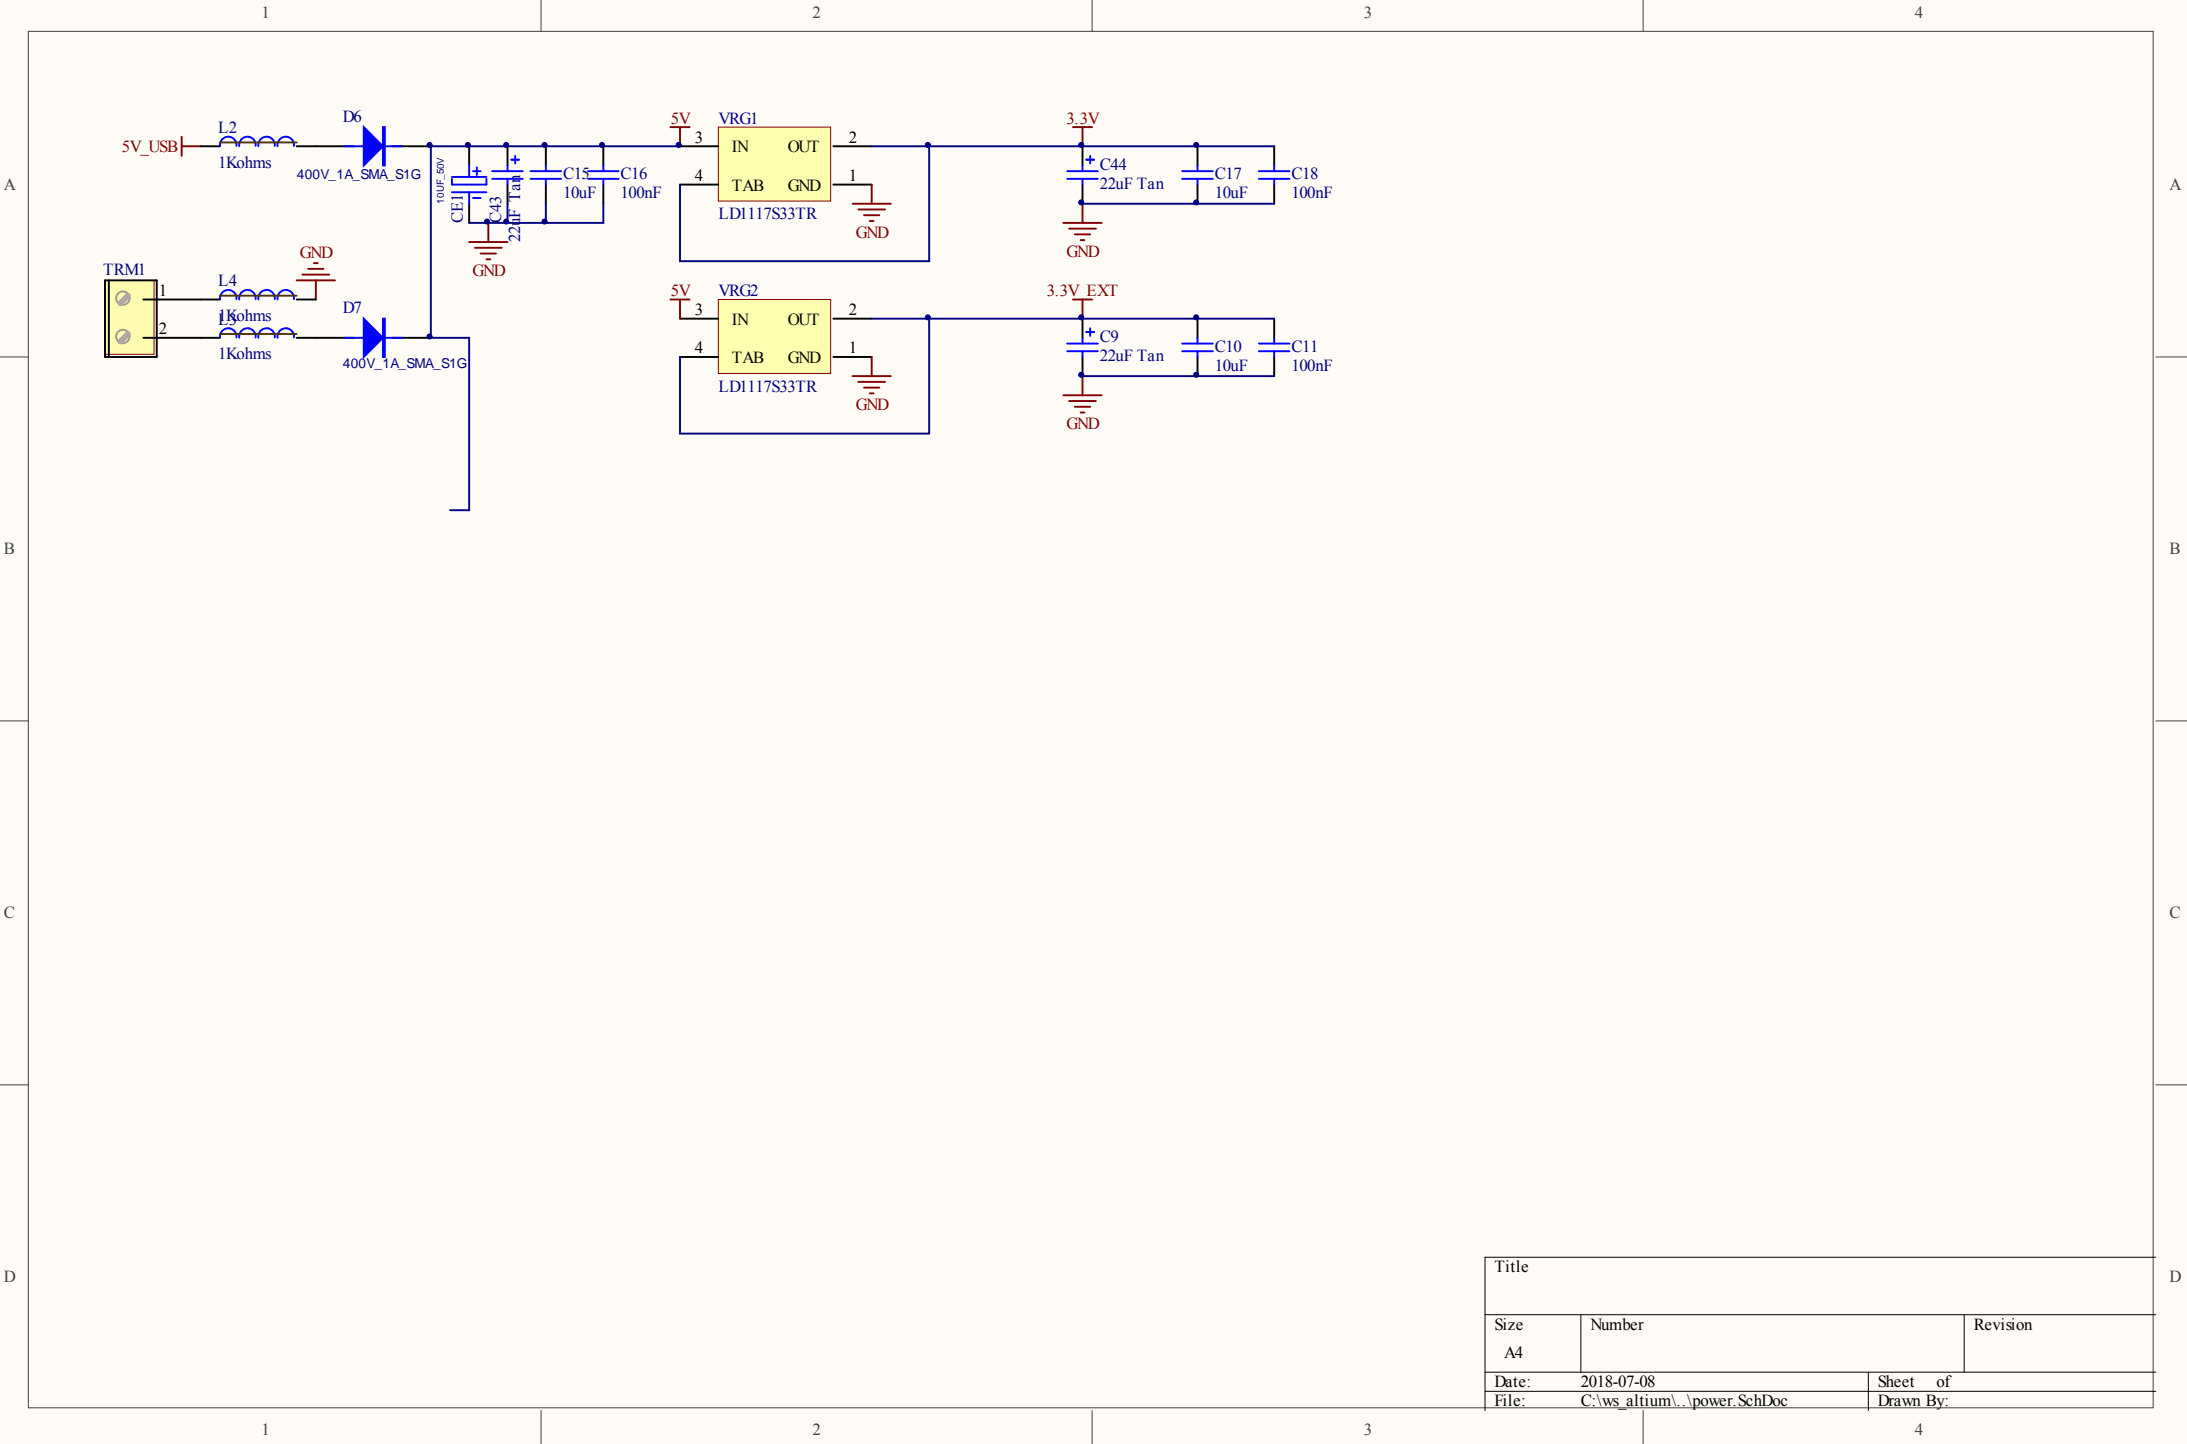 1 2 3 4
A A
B B
C C
D D
5V_USB
L2
1Kohms
D6
400V_1A_SMA_S1G
10UF_50V
CE1
C43
22uF Tan
C15
10uF
C16
100nF
GND
5V
VRG1
3 IN OUT 2
4 TAB GND 1
LD1117S33TR
GND
3.3V
C44
22uF Tan
C17
10uF
C18
100nF
GND
TRM1
1
2
L4
1Kohms
GND
1Kohms
D7
400V_1A_SMA_S1G
5V
VRG2
3 IN OUT 2
4 TAB GND 1
LD1117S33TR
GND
3.3V_EXT
C9
22uF Tan
C10
10uF
C11
100nF
GND
Title
Size Number Revision
A4
Date: 2018-07-08 Sheet of
File: C:\ws_altium\..\power.SchDoc Drawn By:
1 2 3 4